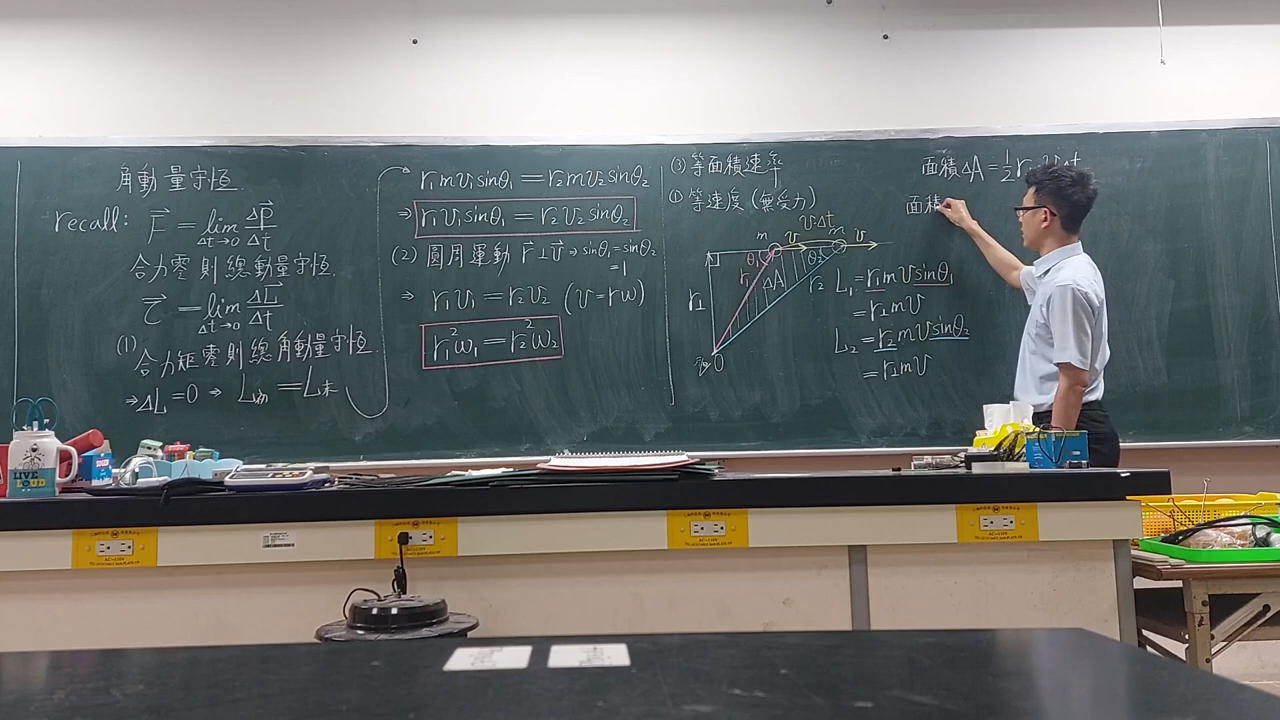 角動量守恆
recall: F⃗ = lim Δt→0 ΔP⃗/Δt
合力零則總動量守恆
τ⃗ = lim Δt→0 ΔL⃗/Δt
(1) 合力矩零則總角動量守恆
⇒ΔL=0 ⇒ L初=L末
r₁mv₁sinθ₁=r₂mv₂sinθ₂
⇒ r₁v₁sinθ₁=r₂v₂sinθ₂
(2) 圓周運動 r⃗⊥v⃗ ⇒ sinθ₁=sinθ₂
=1
⇒ r₁v₁=r₂v₂ (v=rω)
r₁²ω₁=r₂²ω₂
(3) 等面積速率
① 等速度(無受力)
vΔt
m v m v
θ₁ θ₂
r⊥ r₁ ΔA r₂
O
L₁=r₁mvsinθ₁
=r⊥mv
L₂=r₂mvsinθ₂
=r⊥mv
面積ΔA=½r⊥vΔt
面積
LIVE
LOUD